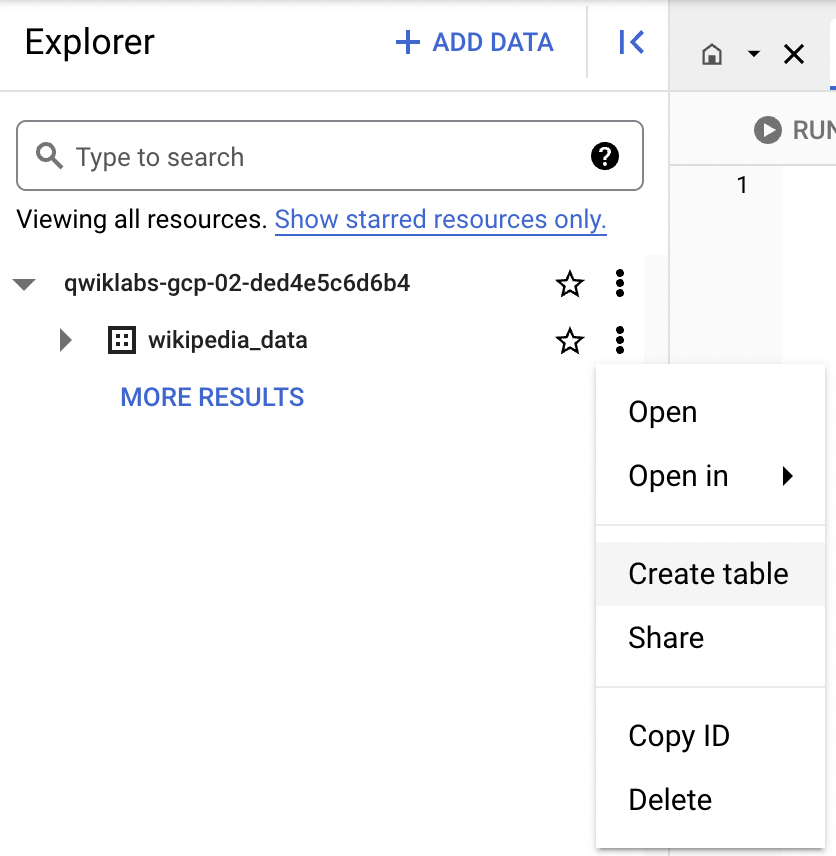 Explorer
+ ADD DATA
Type to search
Viewing all resources. Show starred resources only.
qwiklabs-gcp-02-ded4e5c6d6b4
wikipedia_data
MORE RESULTS
RUN
1
Open
Open in
Create table
Share
Copy ID
Delete